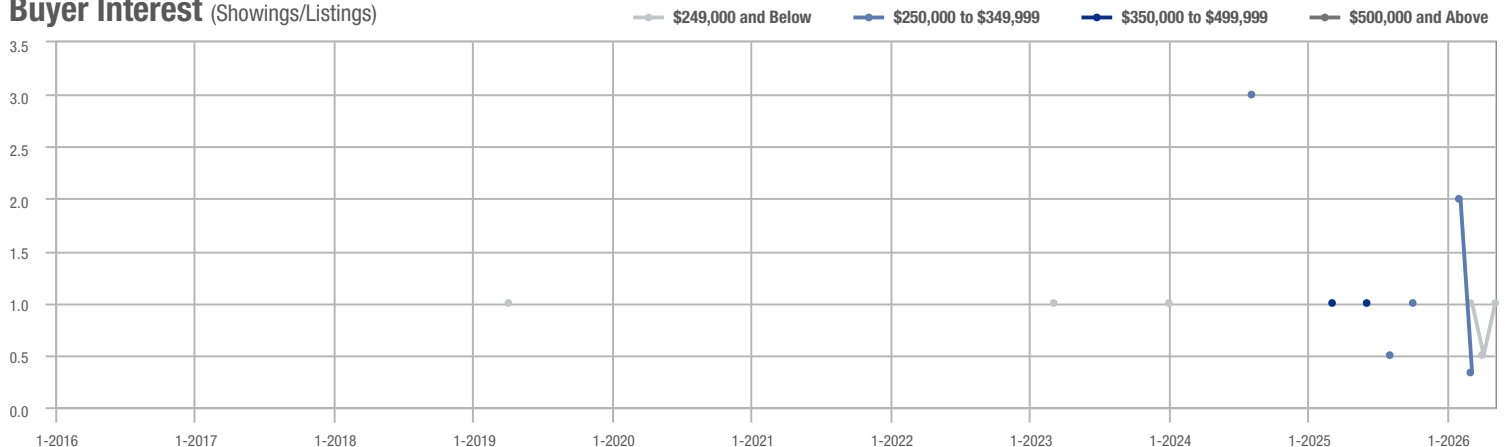 Buyer Interest (Showings/Listings)
$249,000 and Below $250,000 to $349,999 $350,000 to $499,999 $500,000 and Above
3.5
3.0
2.5
2.0
1.5
1.0
0.5
0.0
1-2016 1-2017 1-2018 1-2019 1-2020 1-2021 1-2022 1-2023 1-2024 1-2025 1-2026